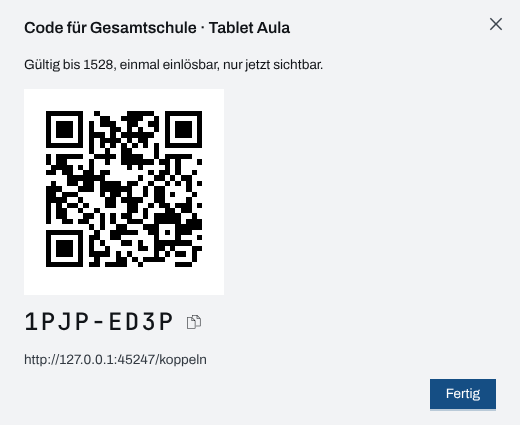 Code für Gesamtschule · Tablet Aula
Gültig bis 1528, einmal einlösbar, nur jetzt sichtbar.
1PJP-ED3P
http://127.0.0.1:45247/koppeln
Fertig